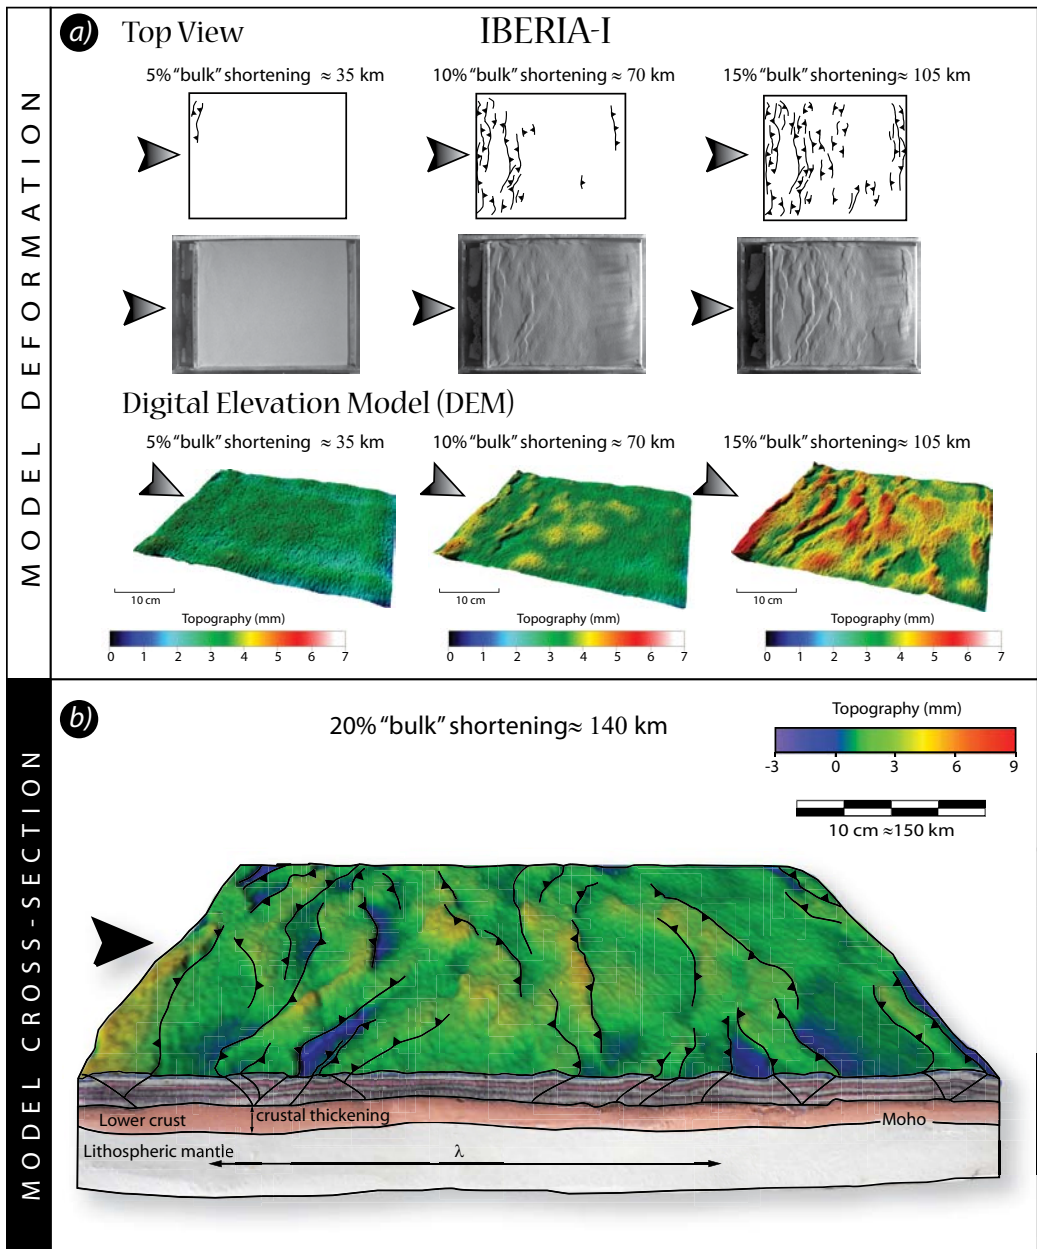 MODEL DEFORMATION
a) Top View IBERIA-I
5% “bulk” shortening ≈ 35 km
10% “bulk” shortening ≈ 70 km
15% “bulk” shortening≈ 105 km
Digital Elevation Model (DEM)
5% “bulk” shortening ≈ 35 km
10% “bulk” shortening ≈ 70 km
15% “bulk” shortening≈ 105 km
10 cm
10 cm
10 cm
Topography (mm)
0 1 2 3 4 5 6 7
Topography (mm)
0 1 2 3 4 5 6 7
Topography (mm)
0 1 2 3 4 5 6 7
MODEL CROSS-SECTION
b)
20% “bulk” shortening≈ 140 km
Topography (mm)
-3 0 3 6 9
10 cm ≈150 km
Lower crust
crustal thickening
Moho
Lithospheric mantle
λ